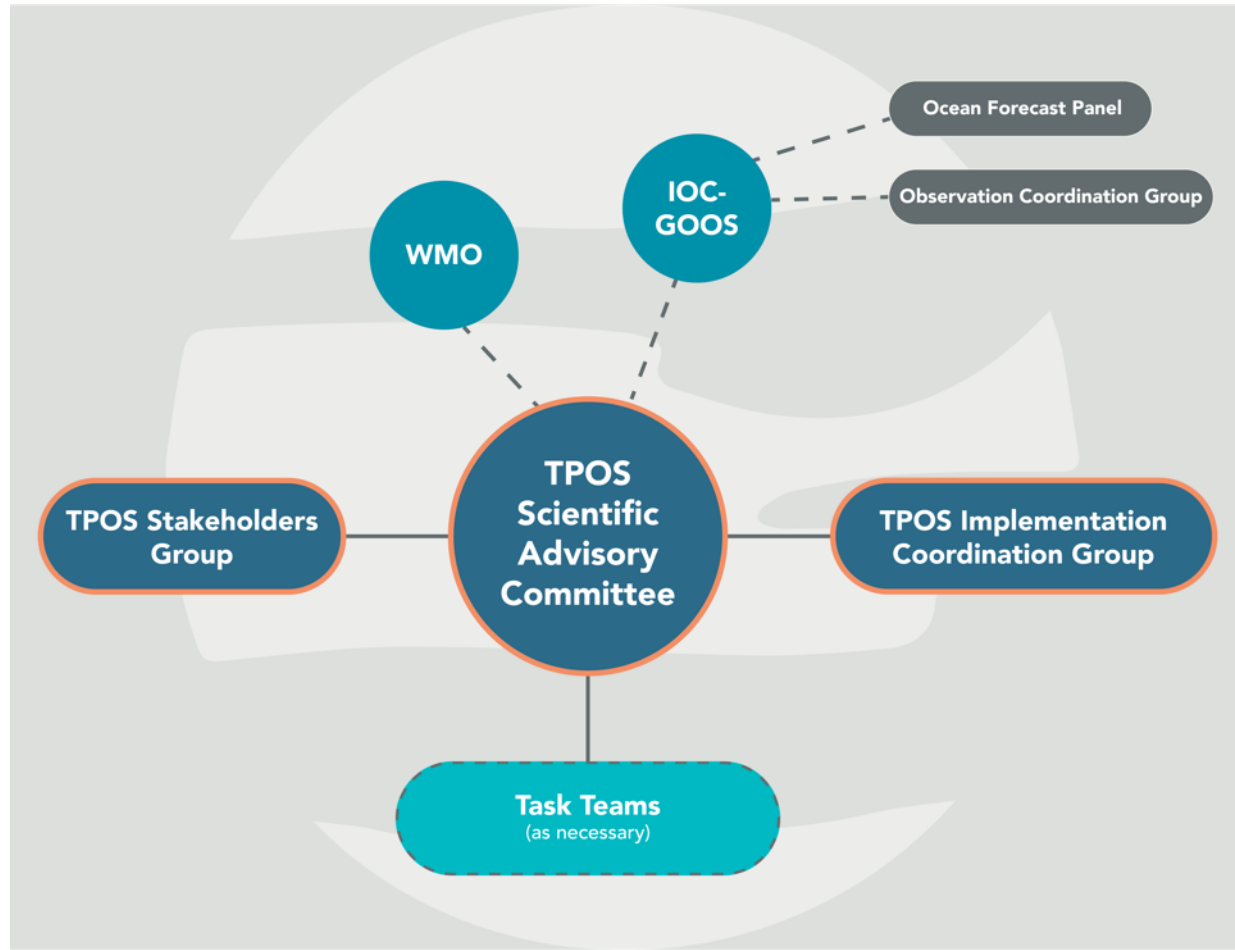 Ocean Forecast Panel
IOC-
GOOS
Observation Coordination Group
WMO
TPOS
Scientific
Advisory
Committee
TPOS Stakeholders
Group
TPOS Implementation
Coordination Group
Task Teams
(as necessary)